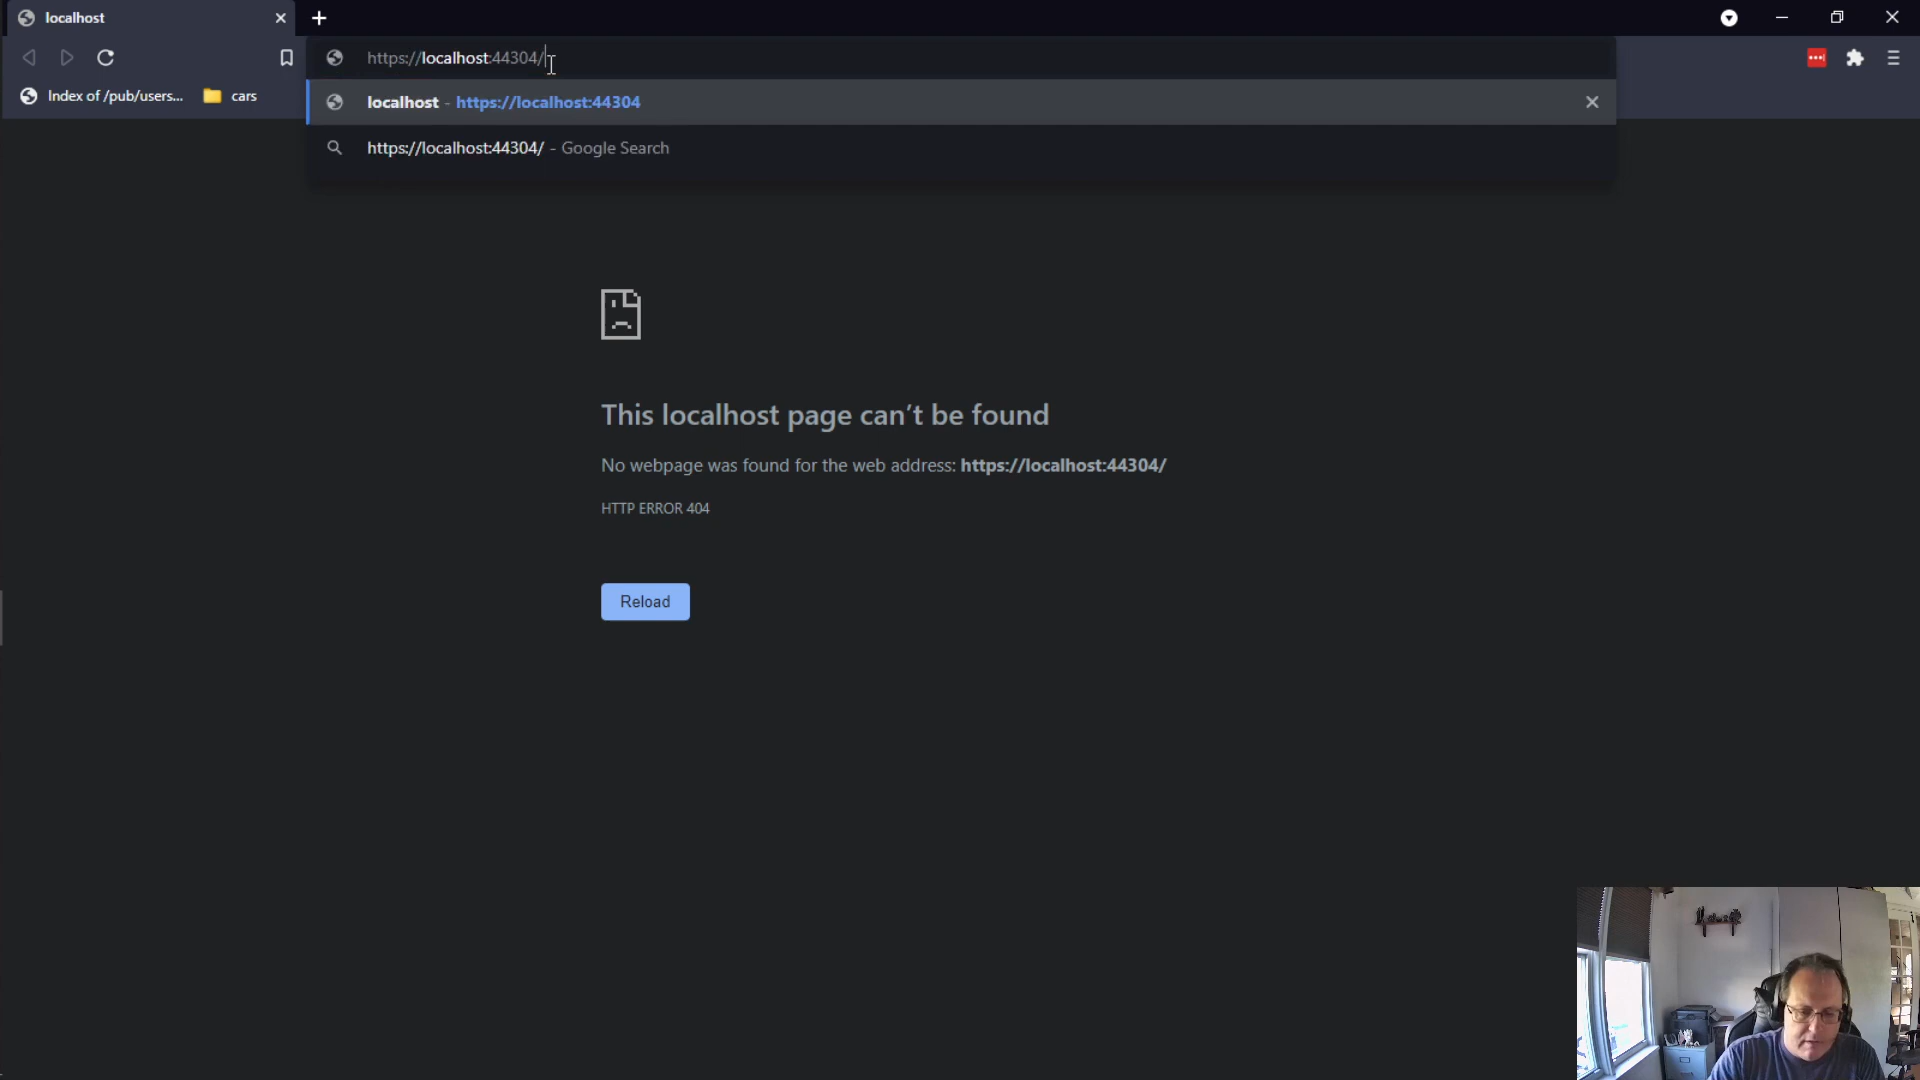 localhost
https://localhost:44304/
Index of /pub/users...
cars
localhost - https://localhost:44304
https://localhost:44304/ - Google Search
This localhost page can't be found
No webpage was found for the web address: https://localhost:44304/
HTTP ERROR 404
Reload